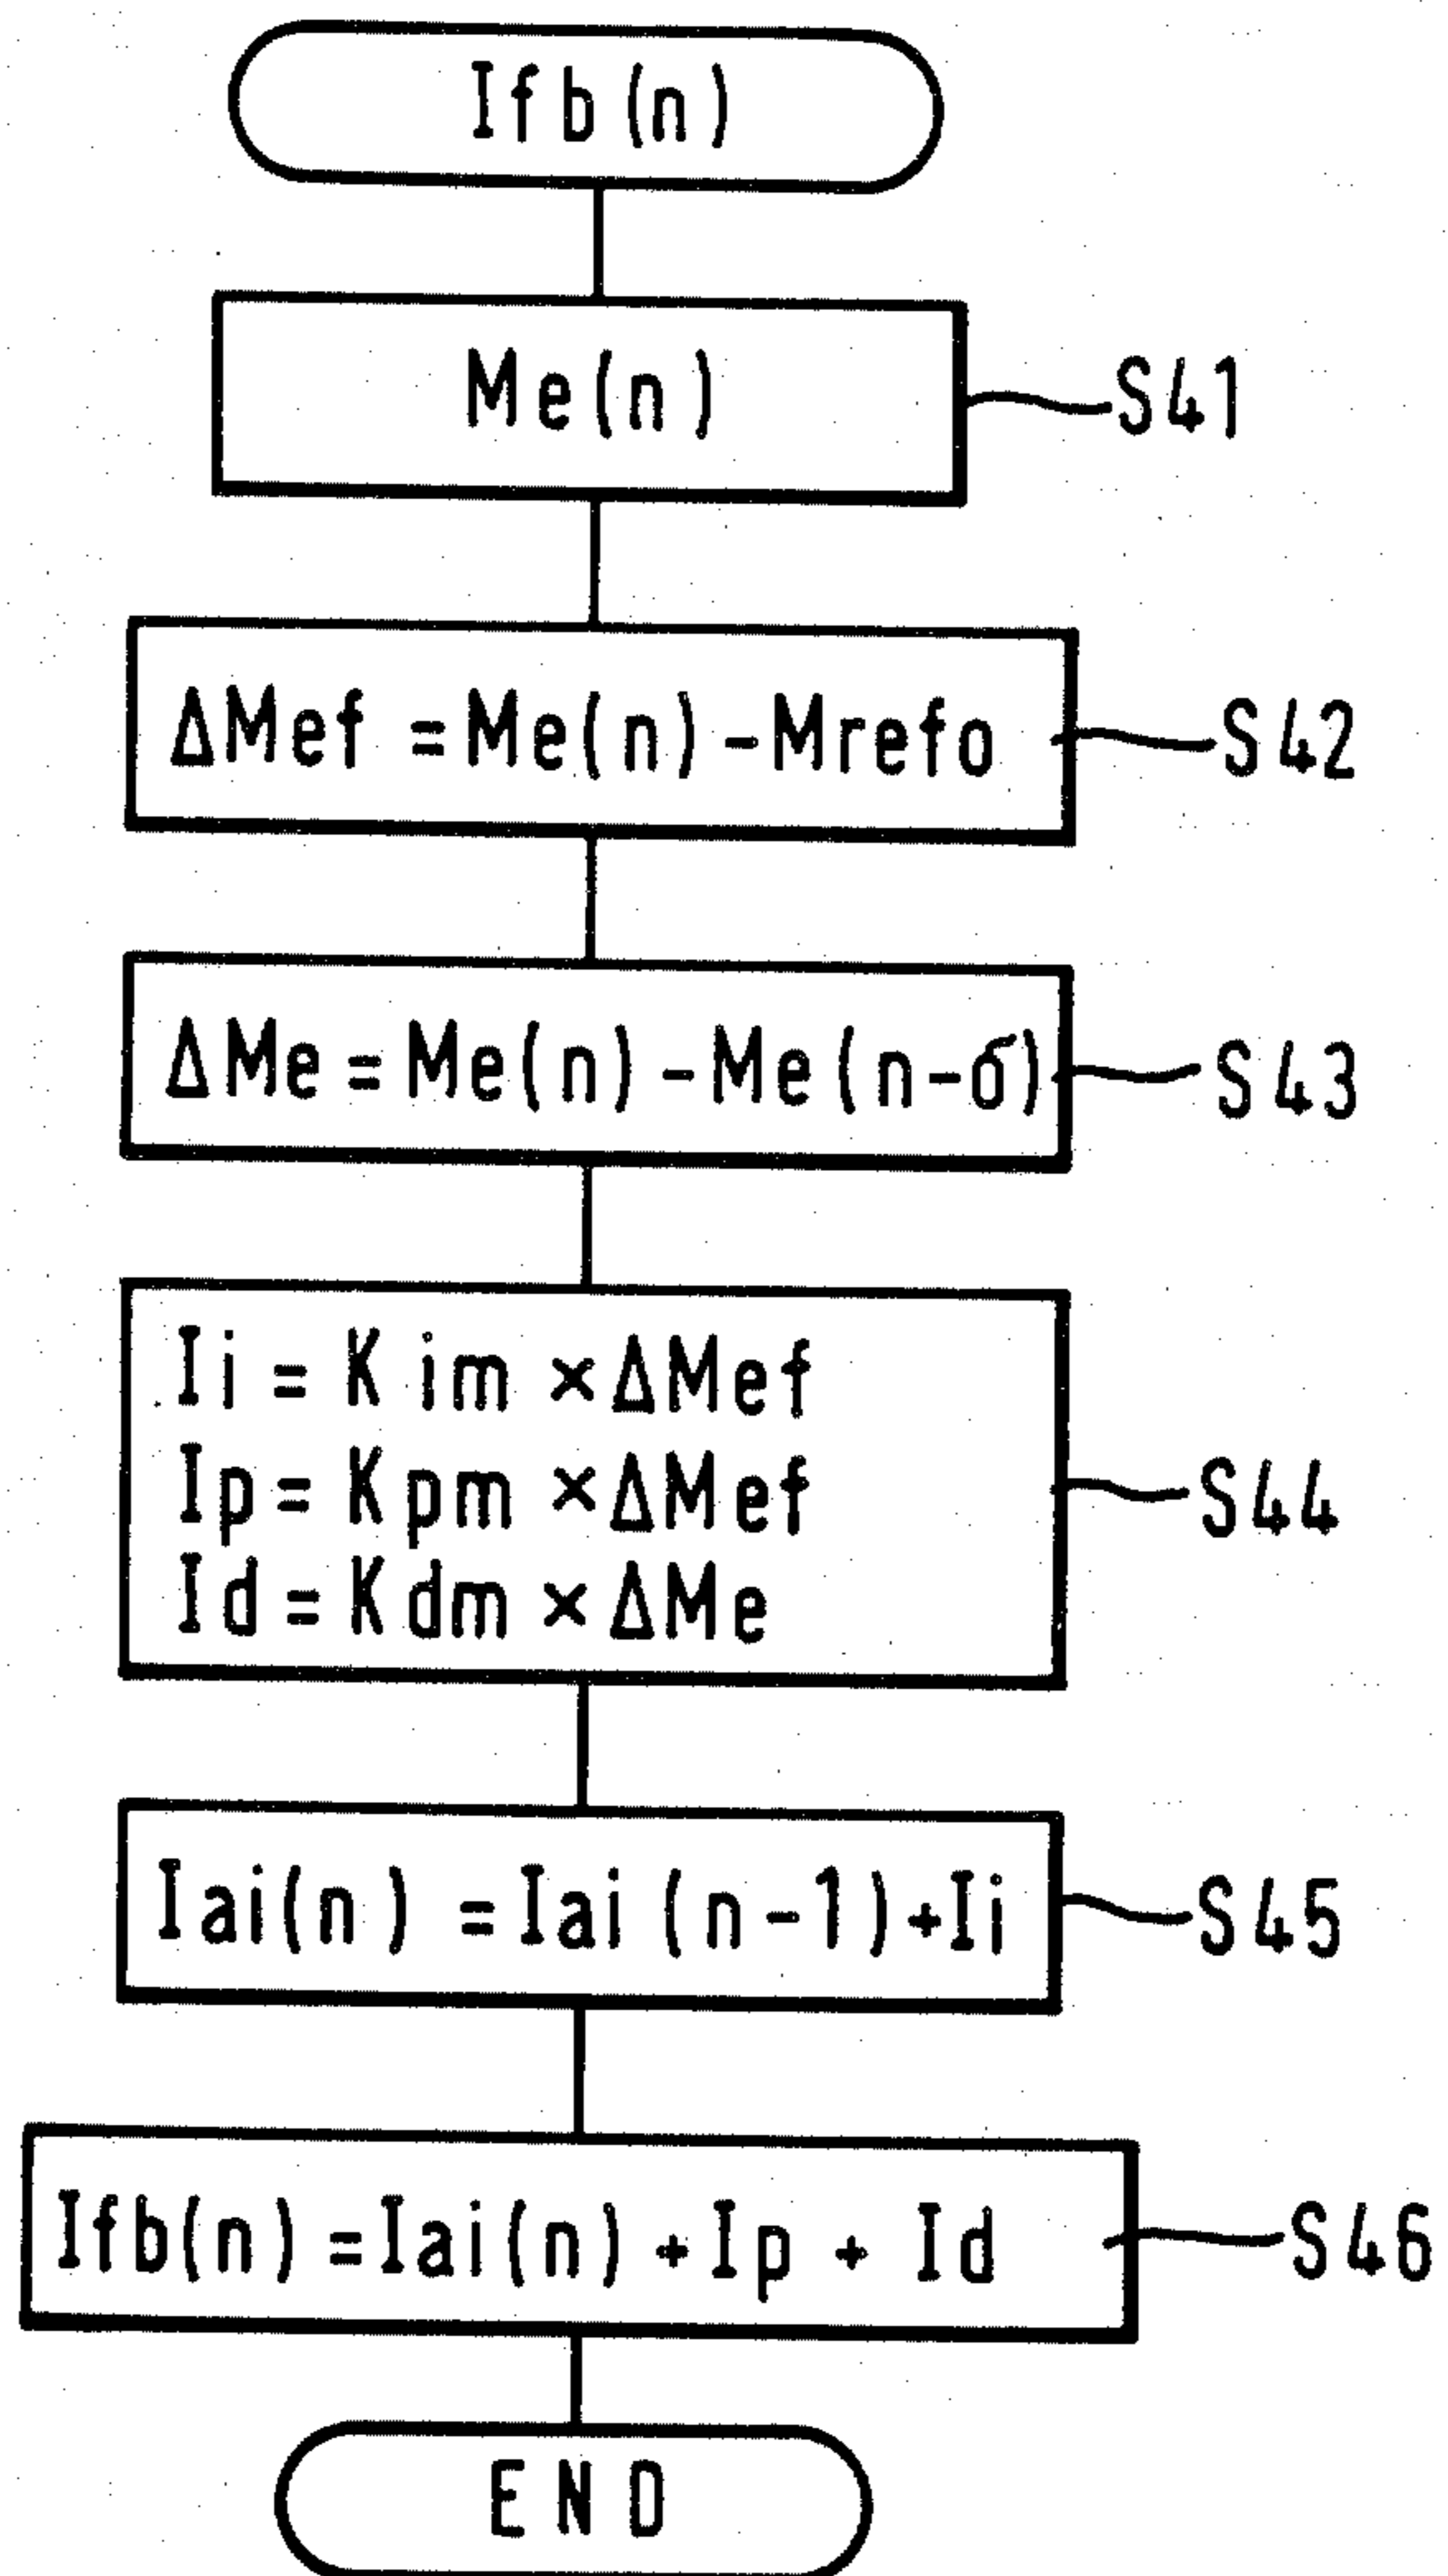 Ifb(n)
Me(n)
S41
ΔMef = Me(n) - Mrefo
S42
ΔMe = Me(n) - Me(n-σ)
S43
Ii = Kim × ΔMef
Ip = Kpm × ΔMef
Id = Kdm × ΔMe
S44
Iai(n) = Iai(n-1) + Ii
S45
Ifb(n) = Iai(n) + Ip + Id
S46
END